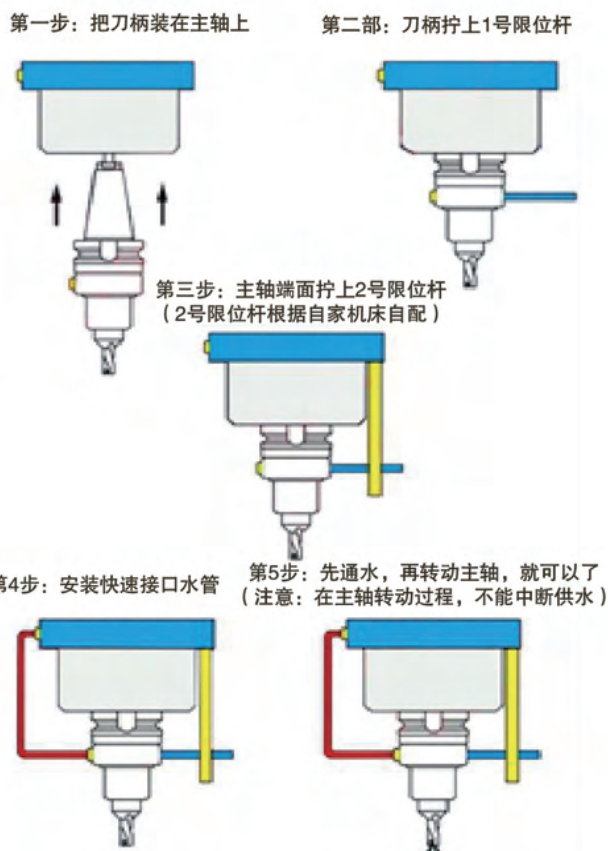 第一步：把刀柄装在主轴上
第二部：刀柄拧上1号限位杆
第三步：主轴端面拧上2号限位杆
（2号限位杆根据自家机床自配）
第4步：安装快速接口水管
第5步：先通水，再转动主轴，就可以了
（注意：在主轴转动过程，不能中断供水）